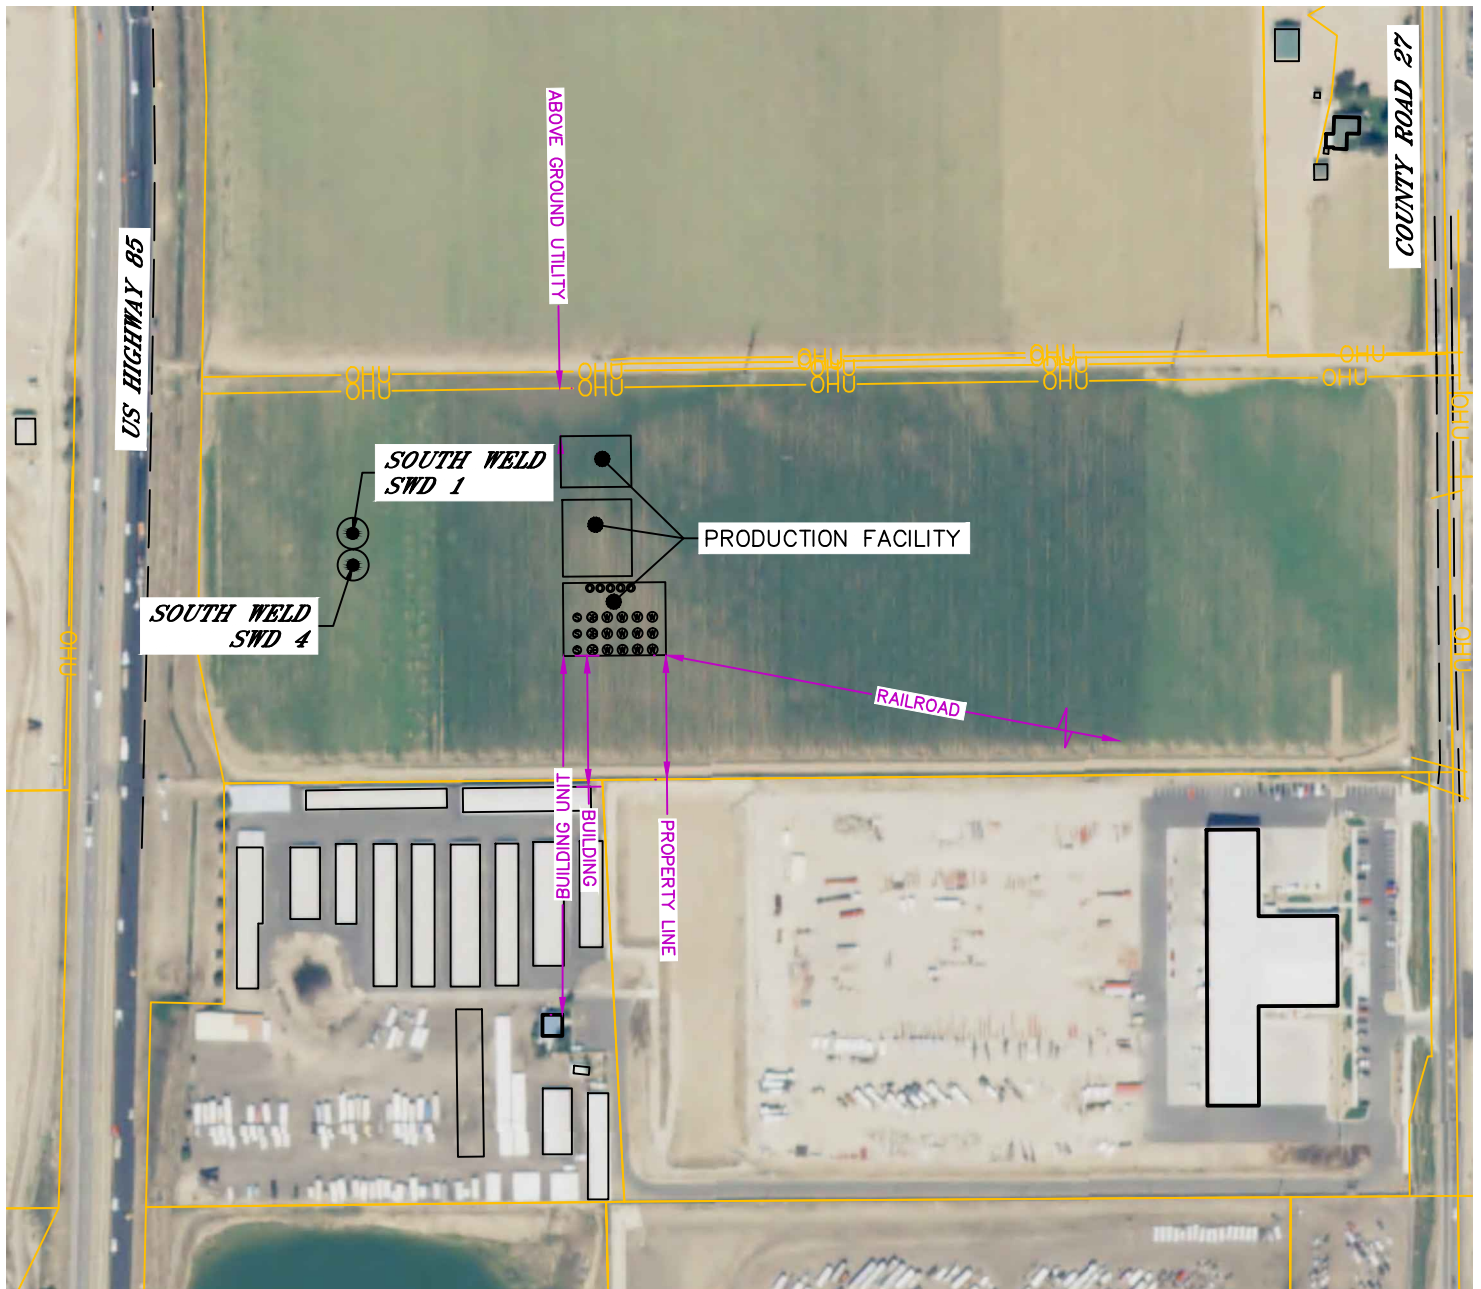 COUNTY ROAD 27
ABOVE GROUND UTILITY
US HIGHWAY 85
OHU
OHU
OHU
OHU
OHU
OHU
OHU
OHU
OHU
OHU
OHU
OHU
OHU
OHU
SOUTH WELD
SWD 1
PRODUCTION FACILITY
SOUTH WELD
SWD 4
RAILROAD
BUILDING UNIT
BUILDING
PROPERTY LINE